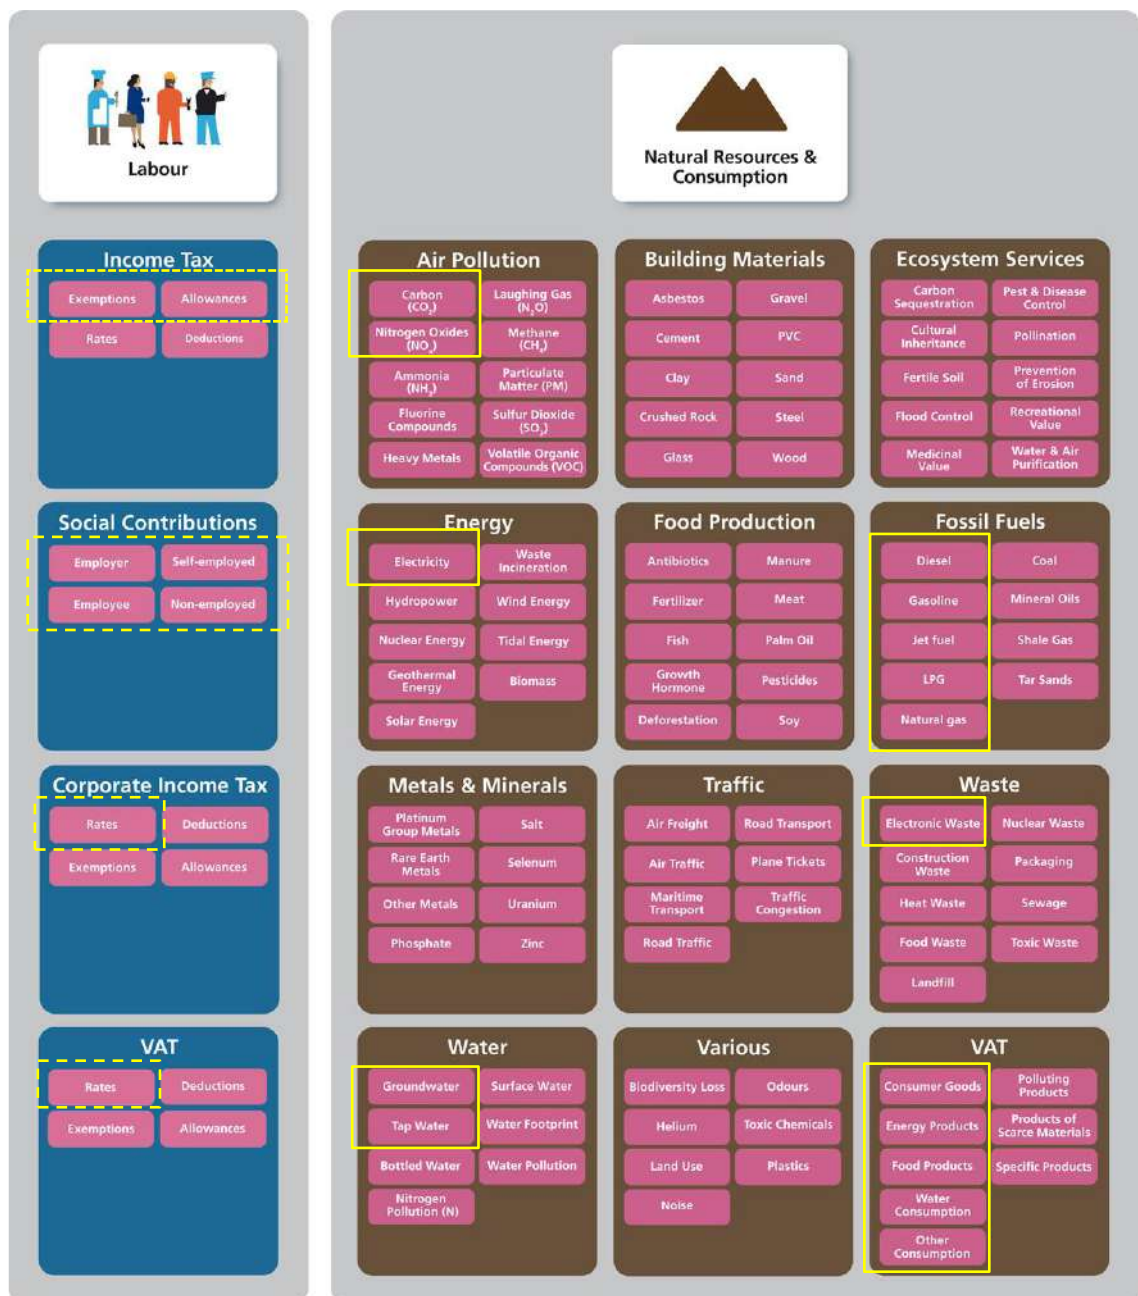 Labour
Natural Resources &
Consumption
Income Tax
Exemptions
Allowances
Rates
Deductions
Social Contributions
Employer
Self-employed
Employee
Non-employed
Corporate Income Tax
Rates
Deductions
Exemptions
Allowances
VAT
Rates
Deductions
Exemptions
Allowances
Air Pollution
Carbon
(CO₂)
Laughing Gas
(N₂O)
Nitrogen Oxides
(NOₓ)
Methane
(CH₄)
Ammonia
(NH₃)
Particulate
Matter (PM)
Fluorine
Compounds
Sulfur Dioxide
(SO₂)
Heavy Metals
Volatile Organic
Compounds (VOC)
Building Materials
Asbestos
Gravel
Cement
PVC
Clay
Sand
Crushed Rock
Steel
Glass
Wood
Ecosystem Services
Carbon
Sequestration
Pest & Disease
Control
Cultural
Inheritance
Pollination
Fertile Soil
Prevention
of Erosion
Flood Control
Recreational
Value
Medicinal
Value
Water & Air
Purification
Energy
Electricity
Waste
Incineration
Hydropower
Wind Energy
Nuclear Energy
Tidal Energy
Geothermal
Energy
Biomass
Solar Energy
Food Production
Antibiotics
Manure
Fertilizer
Meat
Fish
Palm Oil
Growth
Hormone
Pesticides
Deforestation
Soy
Fossil Fuels
Diesel
Coal
Gasoline
Mineral Oils
Jet fuel
Shale Gas
LPG
Tar Sands
Natural gas
Metals & Minerals
Platinum
Group Metals
Salt
Rare Earth
Metals
Selenum
Other Metals
Uranium
Phosphate
Zinc
Traffic
Air Freight
Road Transport
Air Traffic
Plane Tickets
Maritime
Transport
Traffic
Congestion
Road Traffic
Waste
Electronic Waste
Nuclear Waste
Construction
Waste
Packaging
Heat Waste
Sewage
Food Waste
Toxic Waste
Landfill
Water
Groundwater
Surface Water
Tap Water
Water Footprint
Bottled Water
Water Pollution
Nitrogen
Pollution (N)
Various
Biodiversity Loss
Odours
Helium
Toxic Chemicals
Land Use
Plastics
Noise
VAT
Consumer Goods
Polluting
Products
Energy Products
Products of
Scarce Materials
Food Products
Specific Products
Water
Consumption
Other
Consumption